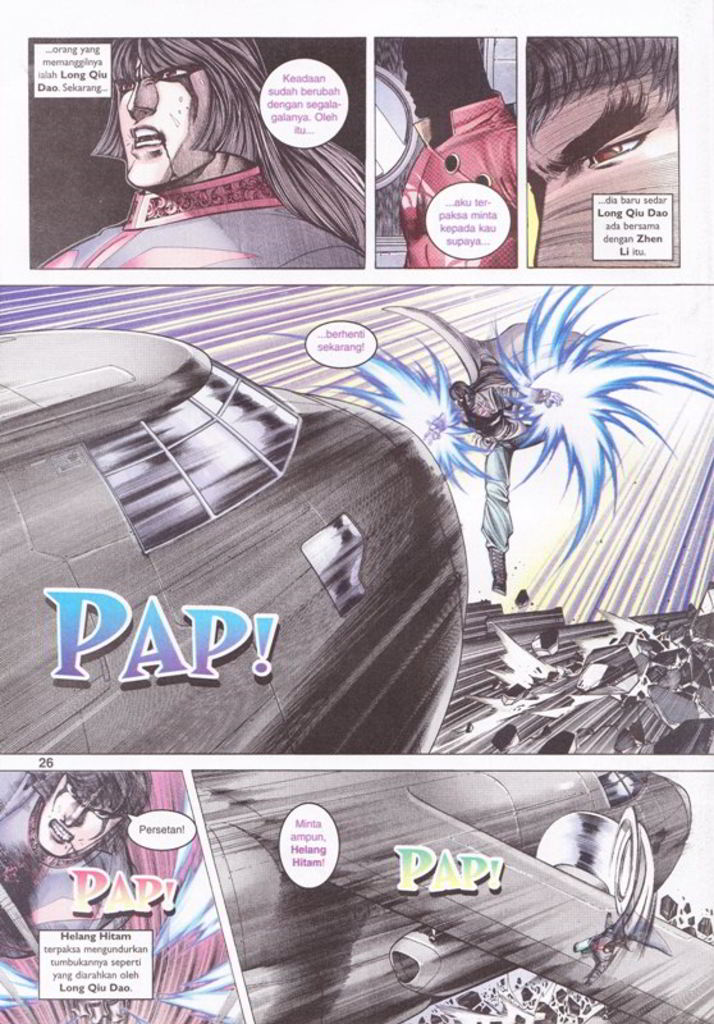 ...orang yang
memanggilnya
ialah Long Qiu
Dao. Sekarang...
Keadaan
sudah berubah
dengan segala-
galanya. Oleh
itu...
...aku ter-
paksa minta
kepada kau
supaya...
...dia baru sedar
Long Qiu Dao
ada bersama
dengan Zhen
Li itu.
...berhenti
sekarang!
PAP!
26
Persetan!
PAP!
Helang Hitam
terpaksa mengundurkan
tumbukannya seperti
yang diarahkan oleh
Long Qiu Dao.
Minta
ampun,
Helang
Hitam!
PAP!